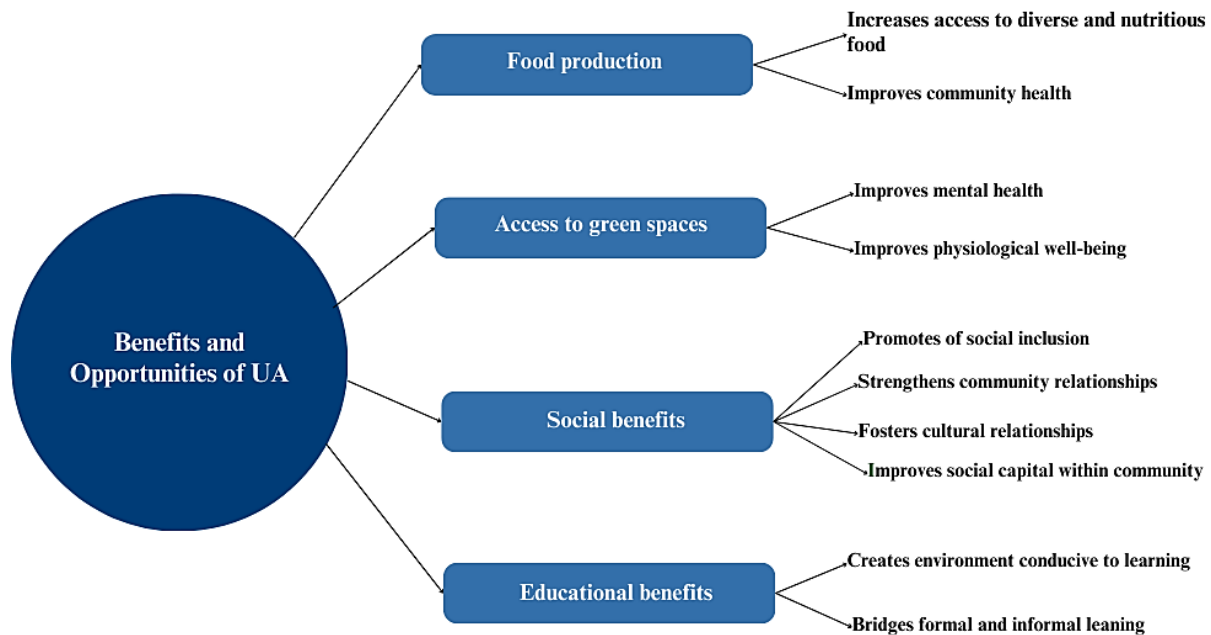 Benefits and
Opportunities of UA
Food production
Increases access to diverse and nutritious
food
Improves community health
Access to green spaces
Improves mental health
Improves physiological well-being
Social benefits
Promotes of social inclusion
Strengthens community relationships
Fosters cultural relationships
Improves social capital within community
Educational benefits
Creates environment conducive to learning
Bridges formal and informal leaning